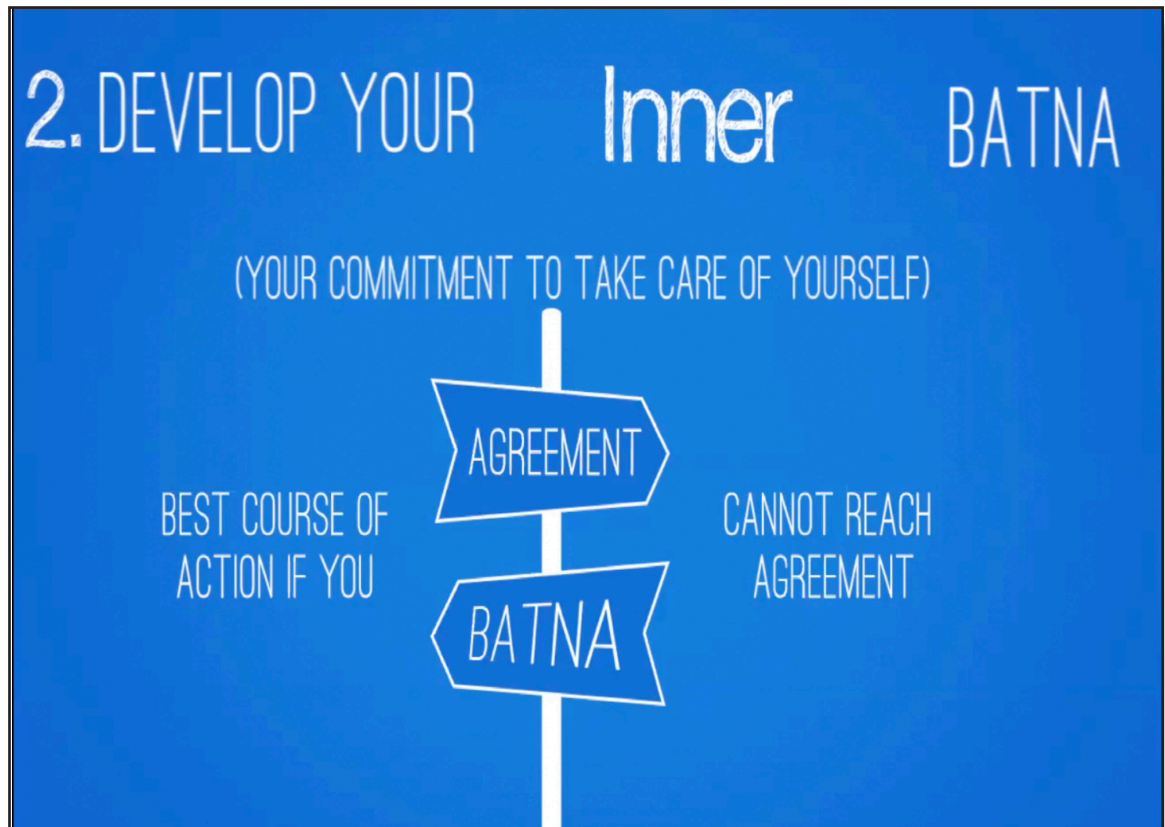 2. DEVELOP YOUR Inner BATNA
(YOUR COMMITMENT TO TAKE CARE OF YOURSELF)
AGREEMENT
BEST COURSE OF
ACTION IF YOU
CANNOT REACH
AGREEMENT
BATNA